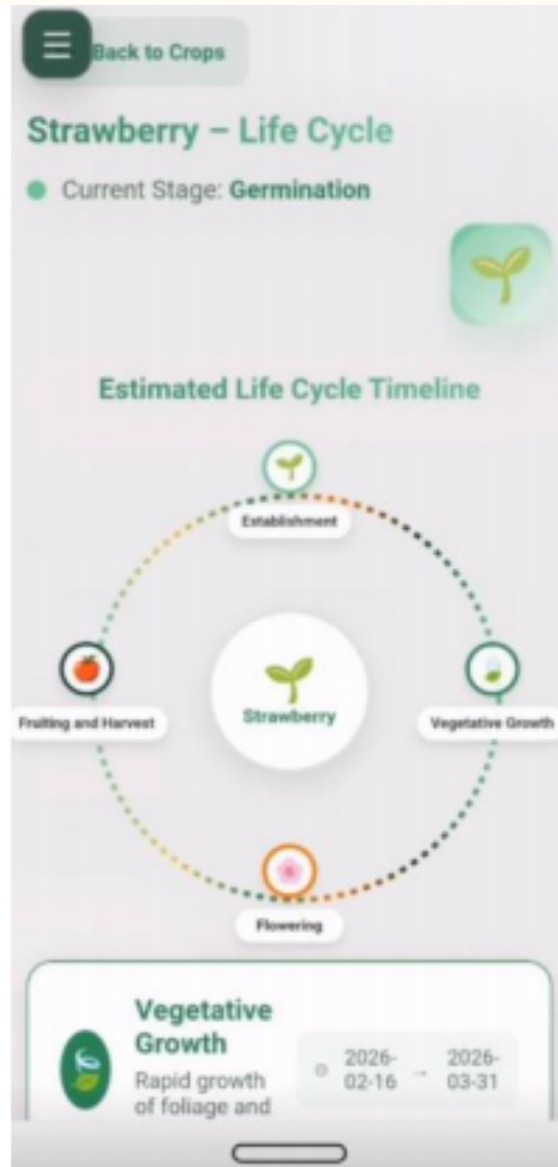 Back to Crops
Strawberry – Life Cycle
Current Stage: Germination
Estimated Life Cycle Timeline
Establishment
Fruiting and Harvest
Strawberry
Vegetative Growth
Flowering
Vegetative
Growth
Rapid growth
of foliage and
2026-
02-16
→
2026-
03-31